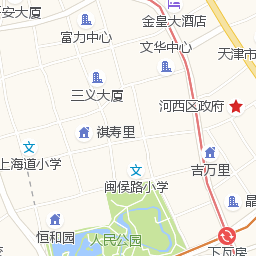 安大厦
金皇大酒店
富力中心
文华中心
天津市
三义大厦
河西区政府
祺寿里
上海道小学
吉万里
闽侯路小学
晶
恒和园
人民公园
下瓦房